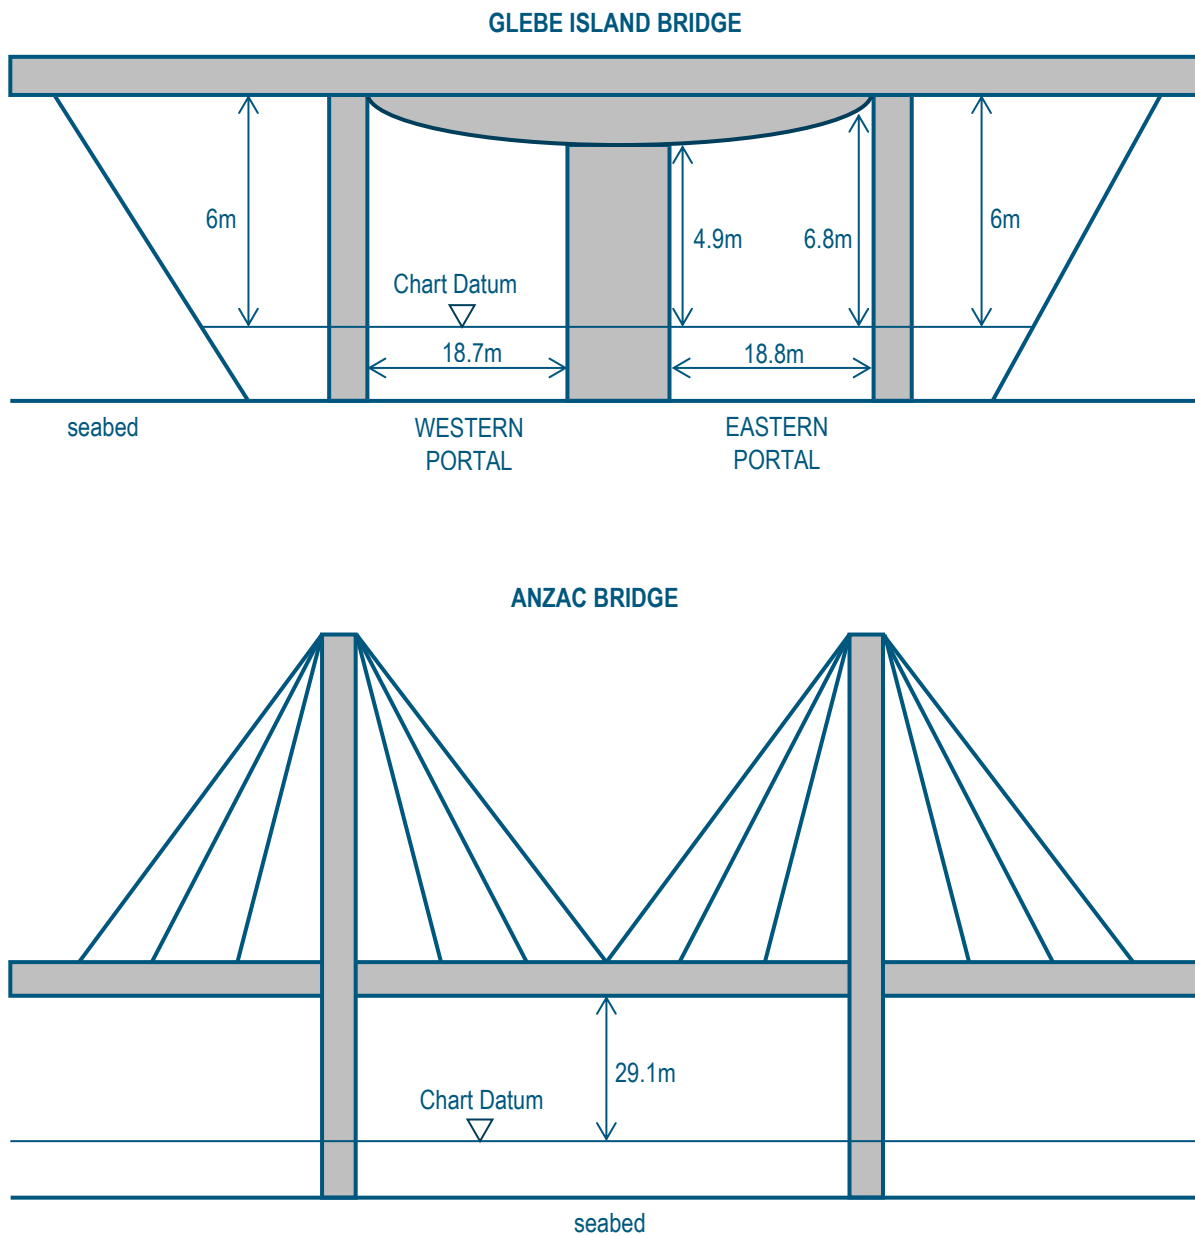 GLEBE ISLAND BRIDGE
6m
4.9m
6.8m
6m
Chart Datum
18.7m
18.8m
seabed
WESTERN
PORTAL
EASTERN
PORTAL
ANZAC BRIDGE
29.1m
Chart Datum
seabed